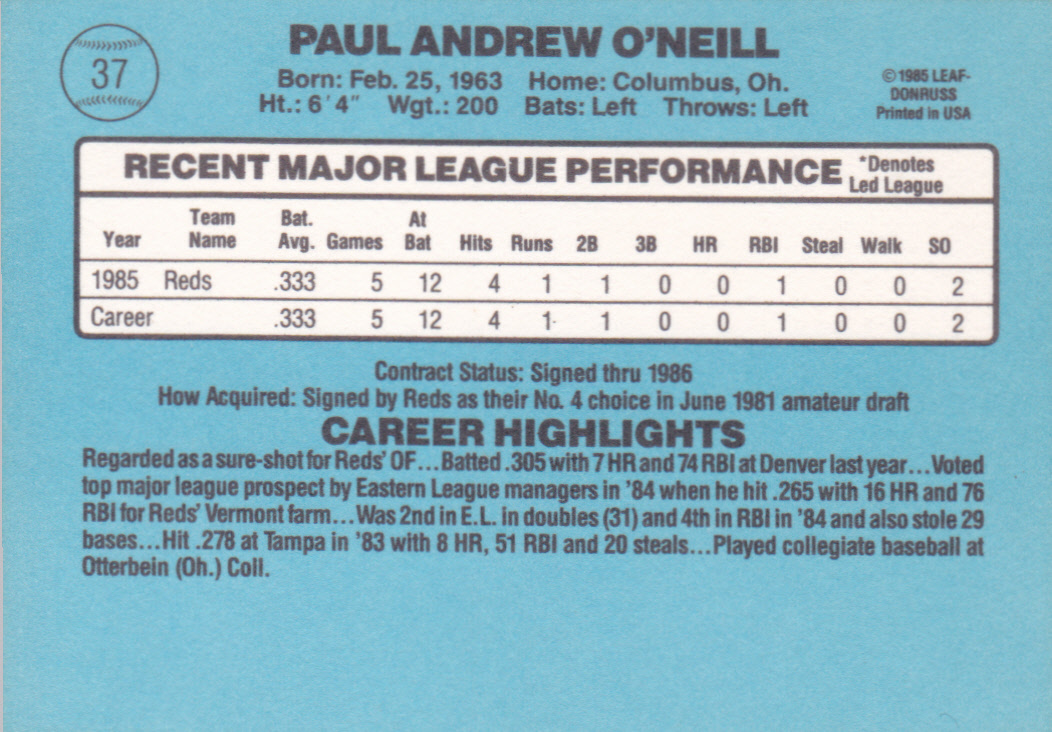 37
PAUL ANDREW O'NEILL
Born: Feb. 25, 1963 Home: Columbus, Oh.
Ht.: 6'4" Wgt.: 200 Bats: Left Throws: Left
©1985 LEAF-
DONRUSS
Printed in USA
RECENT MAJOR LEAGUE PERFORMANCE *Denotes
Led League
Year Team Name Bat. Avg. Games At Bat Hits Runs 2B 3B HR RBI Steal Walk SO
1985 Reds .333 5 12 4 1 1 0 0 1 0 0 2
Career .333 5 12 4 1 1 0 0 1 0 0 2
Contract Status: Signed thru 1986
How Acquired: Signed by Reds as their No. 4 choice in June 1981 amateur draft
CAREER HIGHLIGHTS
Regarded as a sure-shot for Reds' OF...Batted .305 with 7 HR and 74 RBI at Denver last year...Voted
top major league prospect by Eastern League managers in '84 when he hit .265 with 16 HR and 76
RBI for Reds' Vermont farm...Was 2nd in E.L. in doubles (31) and 4th in RBI in '84 and also stole 29
bases...Hit .278 at Tampa in '83 with 8 HR, 51 RBI and 20 steals...Played collegiate baseball at
Otterbein (Oh.) Coll.